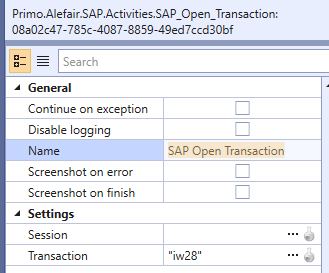 Primo.Alefair.SAP.Activities.SAP_Open_Transaction:
08a02c47-785c-4087-8859-49ed7ccd30bf
Search
General
Continue on exception
Disable logging
Name SAP Open Transaction
Screenshot on error
Screenshot on finish
Settings
Session ...
Transaction "iw28" ...